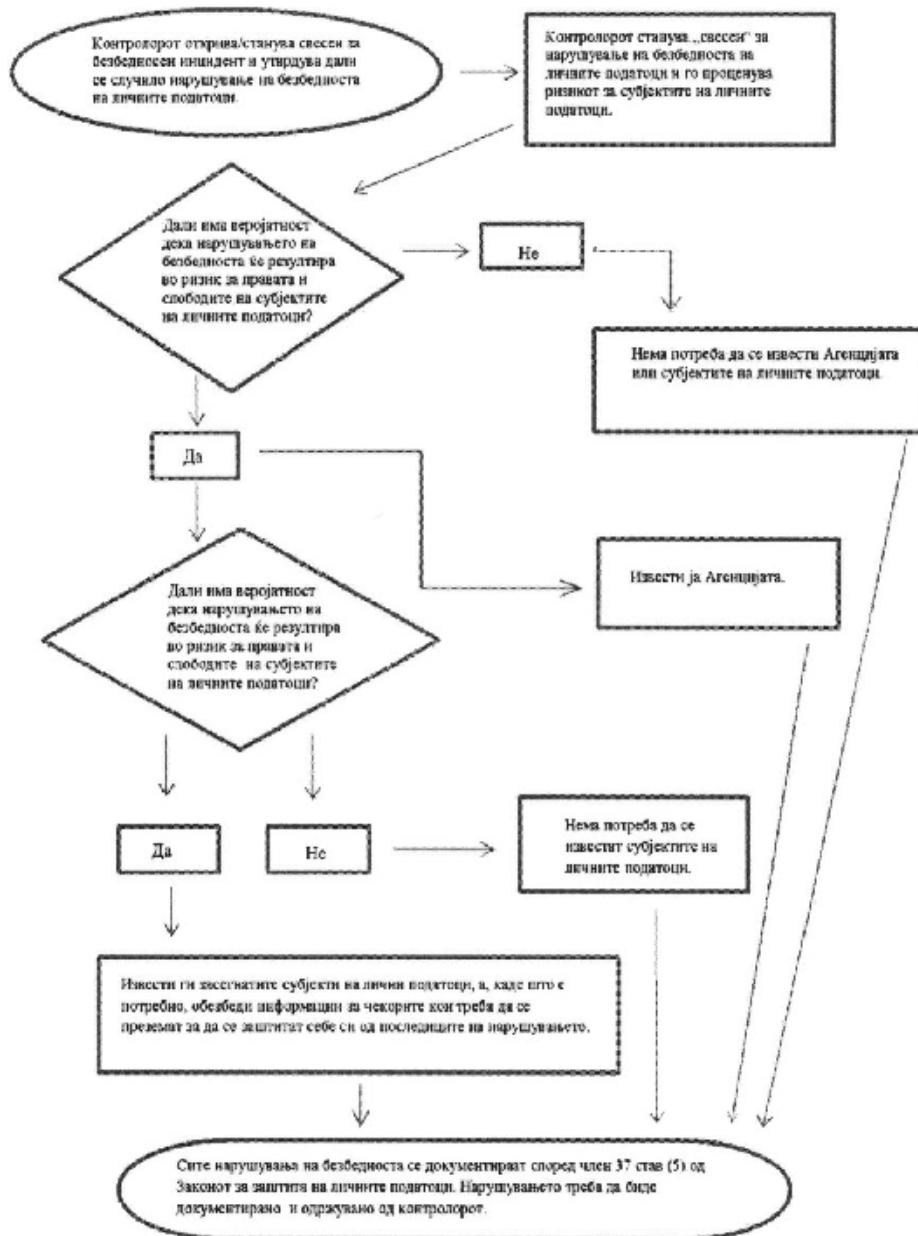 Контролорот открива/станува свесен за
безбедносен инцидент и утврдува дали
се случило нарушување на безбедноста
на личните податоци.
Контролорот станува „свесен“ за
нарушување на безбедноста на
личните податоци и го проценува
ризикот за субјектите на личните
податоци.
Дали има веројатност
дека нарушувањето на
безбедноста ќе резултира
во ризик за правата и
слободите на субјектите
на личните податоци?
Не
Нема потреба да се извести Агенцијата
или субјектите на личните податоци.
Да
Извести ја Агенцијата.
Дали има веројатност
дека нарушувањето на
безбедноста ќе резултира
во ризик за правата и
слободите на субјектите
на личните податоци?
Да
Не
Нема потреба да се
известат субјектите на
личните податоци.
Извести ги засегнатите субјекти на лични податоци, а, каде што е
потребно, обезбеди информации за чекорите кои треба да се
преземат за да се заштитат себе си од последиците на нарушувањето.
Сите нарушувања на безбедноста се документираат според член 37 став (5) од
Законот за заштита на личните податоци. Нарушувањето треба да биде
документирано и одржувано од контролорот.